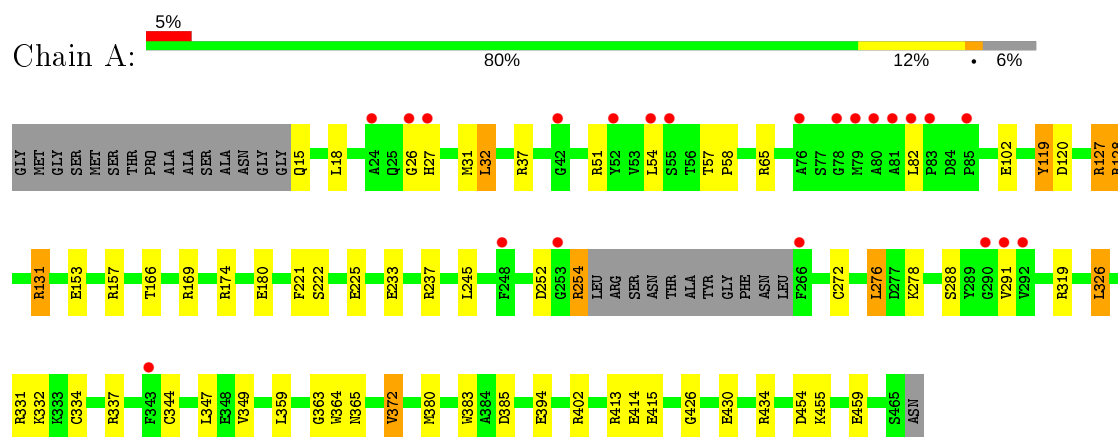 5%
Chain A:
80% 12% • 6%
GLY MET GLY SER MET SER THR PRO ALA ALA SER ALA ASN GLY GLY Q15 L18 A24 Q25 G26 H27 M31 L32 R37 G42 R51 Y52 V53 L54 S55 T56 T57 P58 R65 A76 S77 G78 M79 A80 A81 L82 P83 D84 P85 E102 Y119 D120 R127 R128
R131 E153 R157 T166 R169 R174 E180 F221 S222 E225 E233 R237 L245 F248 D252 G253 R254 LEU ARG SER ASN THR ALA TYR GLY PHE ASN LEU F266 C272 L276 D277 K278 S288 Y289 G290 V291 V292 R319 L326
R331 K332 K333 C334 R337 F343 C344 L347 E348 V349 L359 G363 W364 N365 V372 M380 W383 A384 D385 E394 R402 R413 E414 E415 G426 E430 R434 D454 K455 E459 S465 ASN